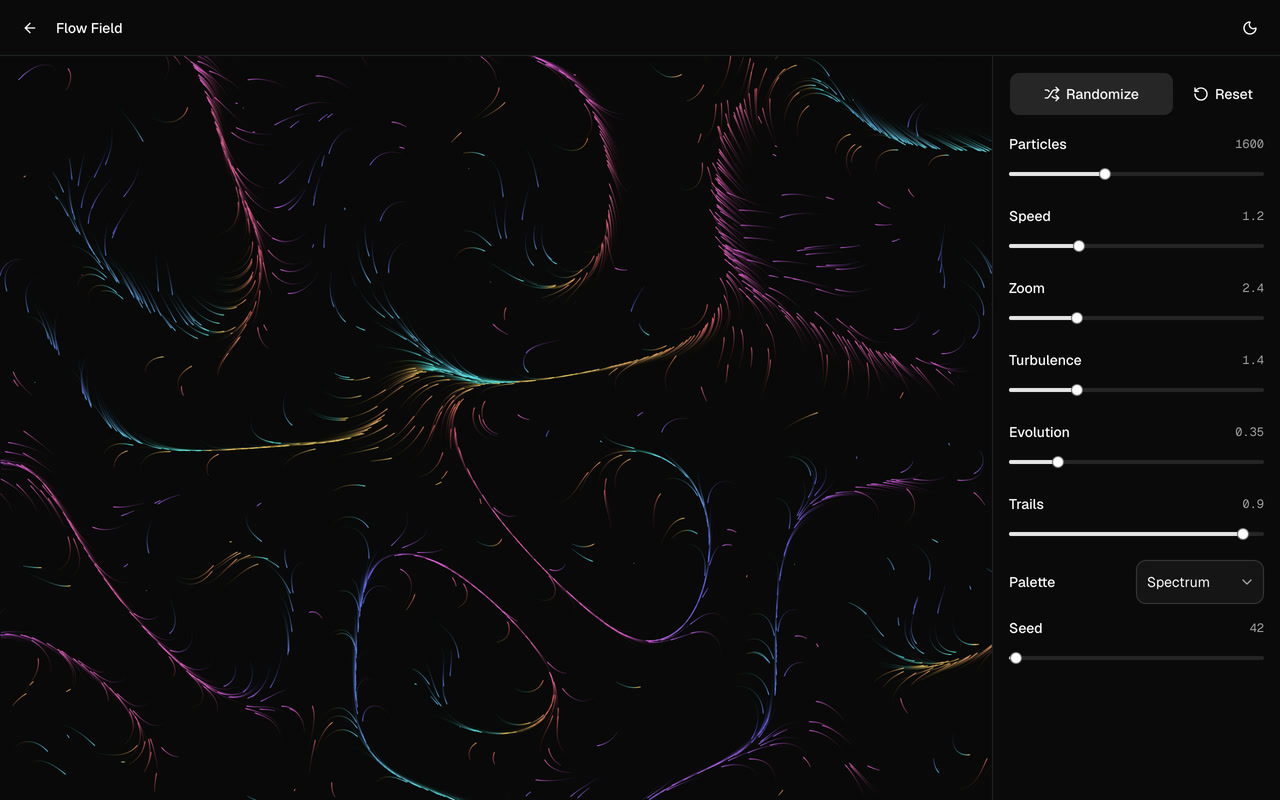 Flow Field
Randomize
Reset
Particles 1600
Speed 1.2
Zoom 2.4
Turbulence 1.4
Evolution 0.35
Trails 0.9
Palette Spectrum
Seed 42